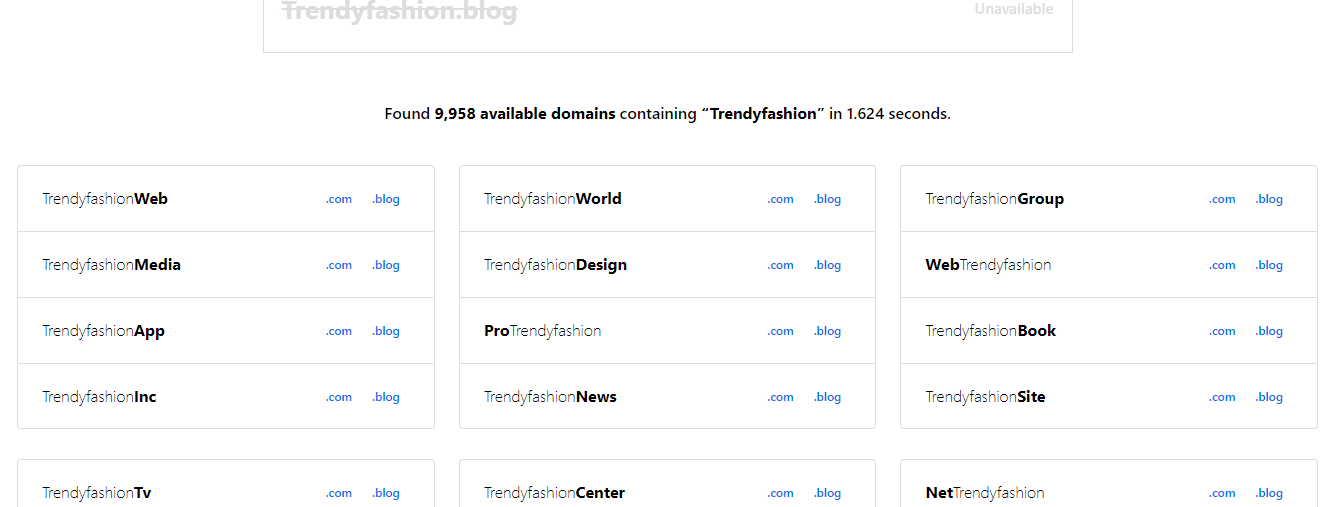 Trendyfashion.blog Unavailable
Found 9,958 available domains containing “Trendyfashion” in 1.624 seconds.
TrendyfashionWeb .com .blog
TrendyfashionMedia .com .blog
TrendyfashionApp .com .blog
TrendyfashionInc .com .blog
TrendyfashionWorld .com .blog
TrendyfashionDesign .com .blog
ProTrendyfashion .com .blog
TrendyfashionNews .com .blog
TrendyfashionGroup .com .blog
WebTrendyfashion .com .blog
TrendyfashionBook .com .blog
TrendyfashionSite .com .blog
TrendyfashionTv .com .blog
TrendyfashionCenter .com .blog
NetTrendyfashion .com .blog